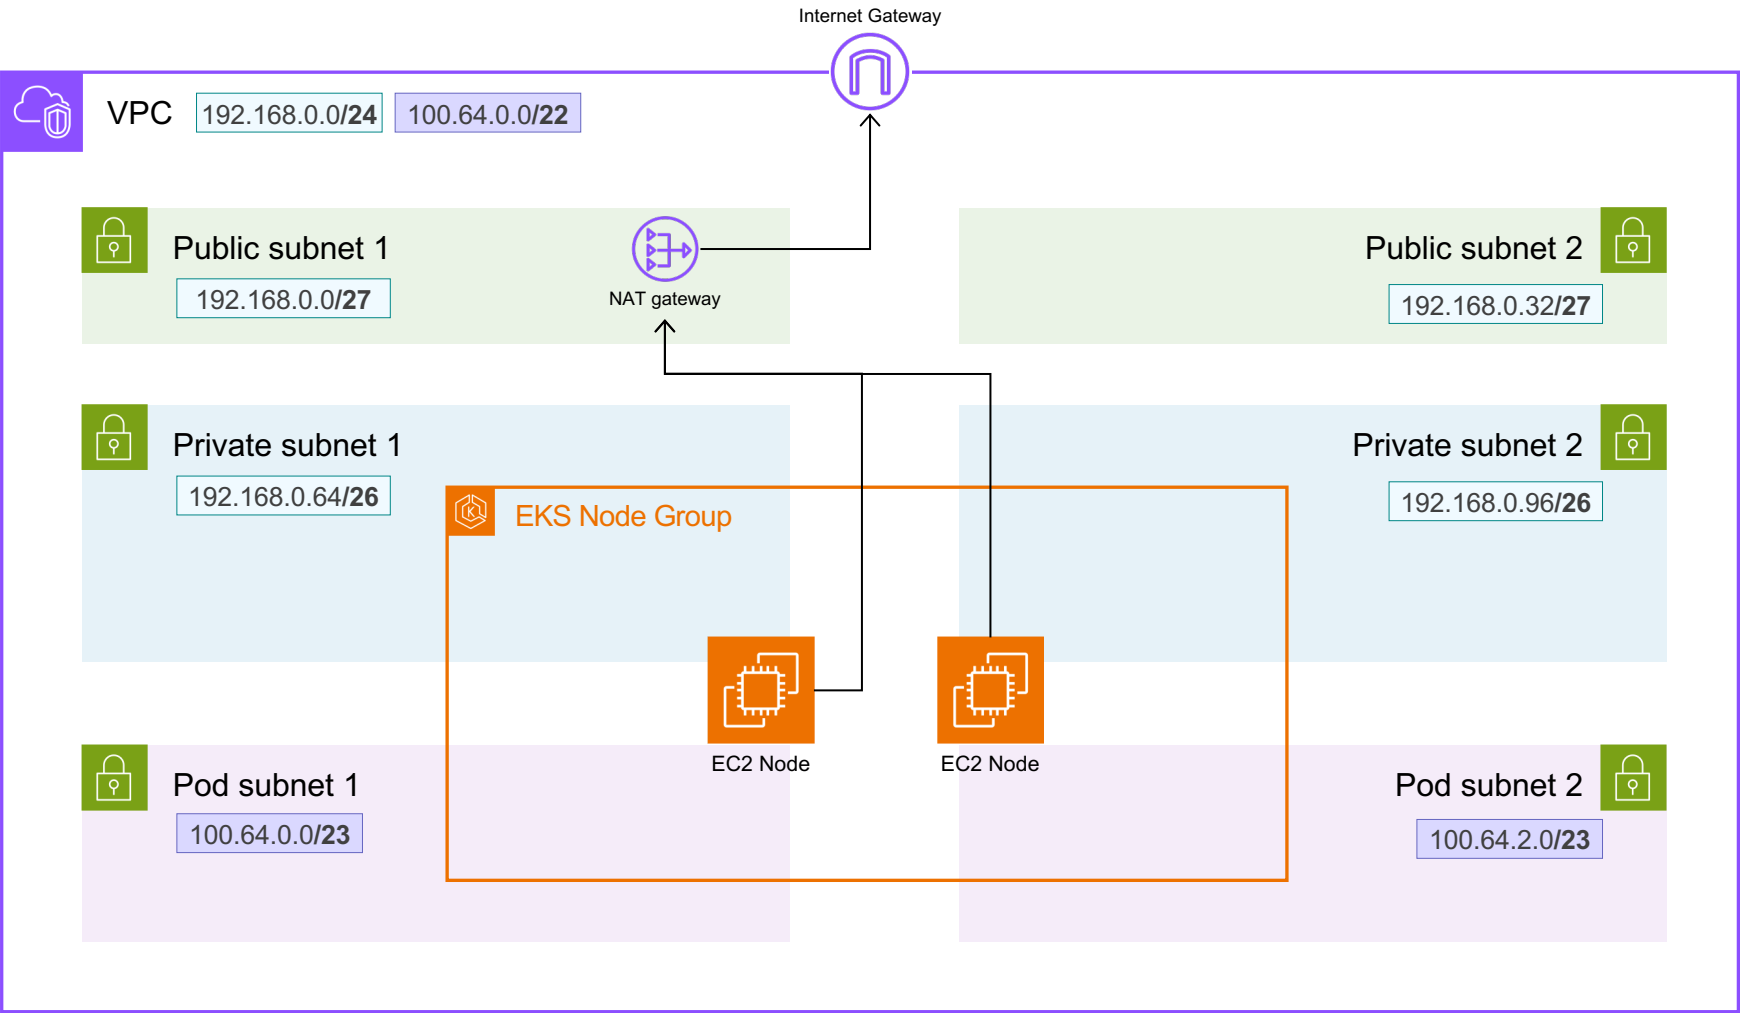 Internet Gateway
VPC 192.168.0.0/24 100.64.0.0/22
Public subnet 1
192.168.0.0/27
NAT gateway
Public subnet 2
192.168.0.32/27
Private subnet 1
192.168.0.64/26
Private subnet 2
192.168.0.96/26
EKS Node Group
EC2 Node
EC2 Node
Pod subnet 1
100.64.0.0/23
Pod subnet 2
100.64.2.0/23